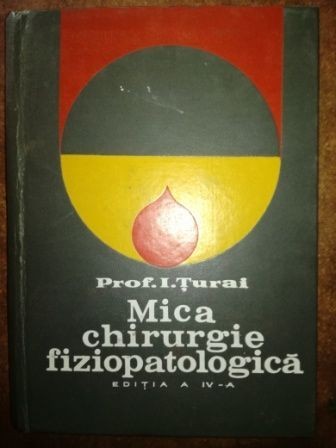 Prof. I. Țurai
Mica
chirurgie
fiziopatologică
EDIȚIA A IV-A